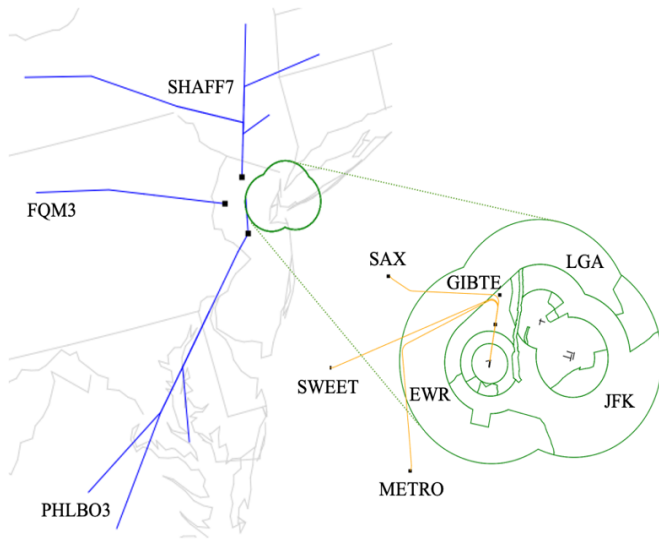 SHAFF7
FQM3
PHLBO3
SAX
GIBTE
LGA
SWEET
EWR
JFK
METRO